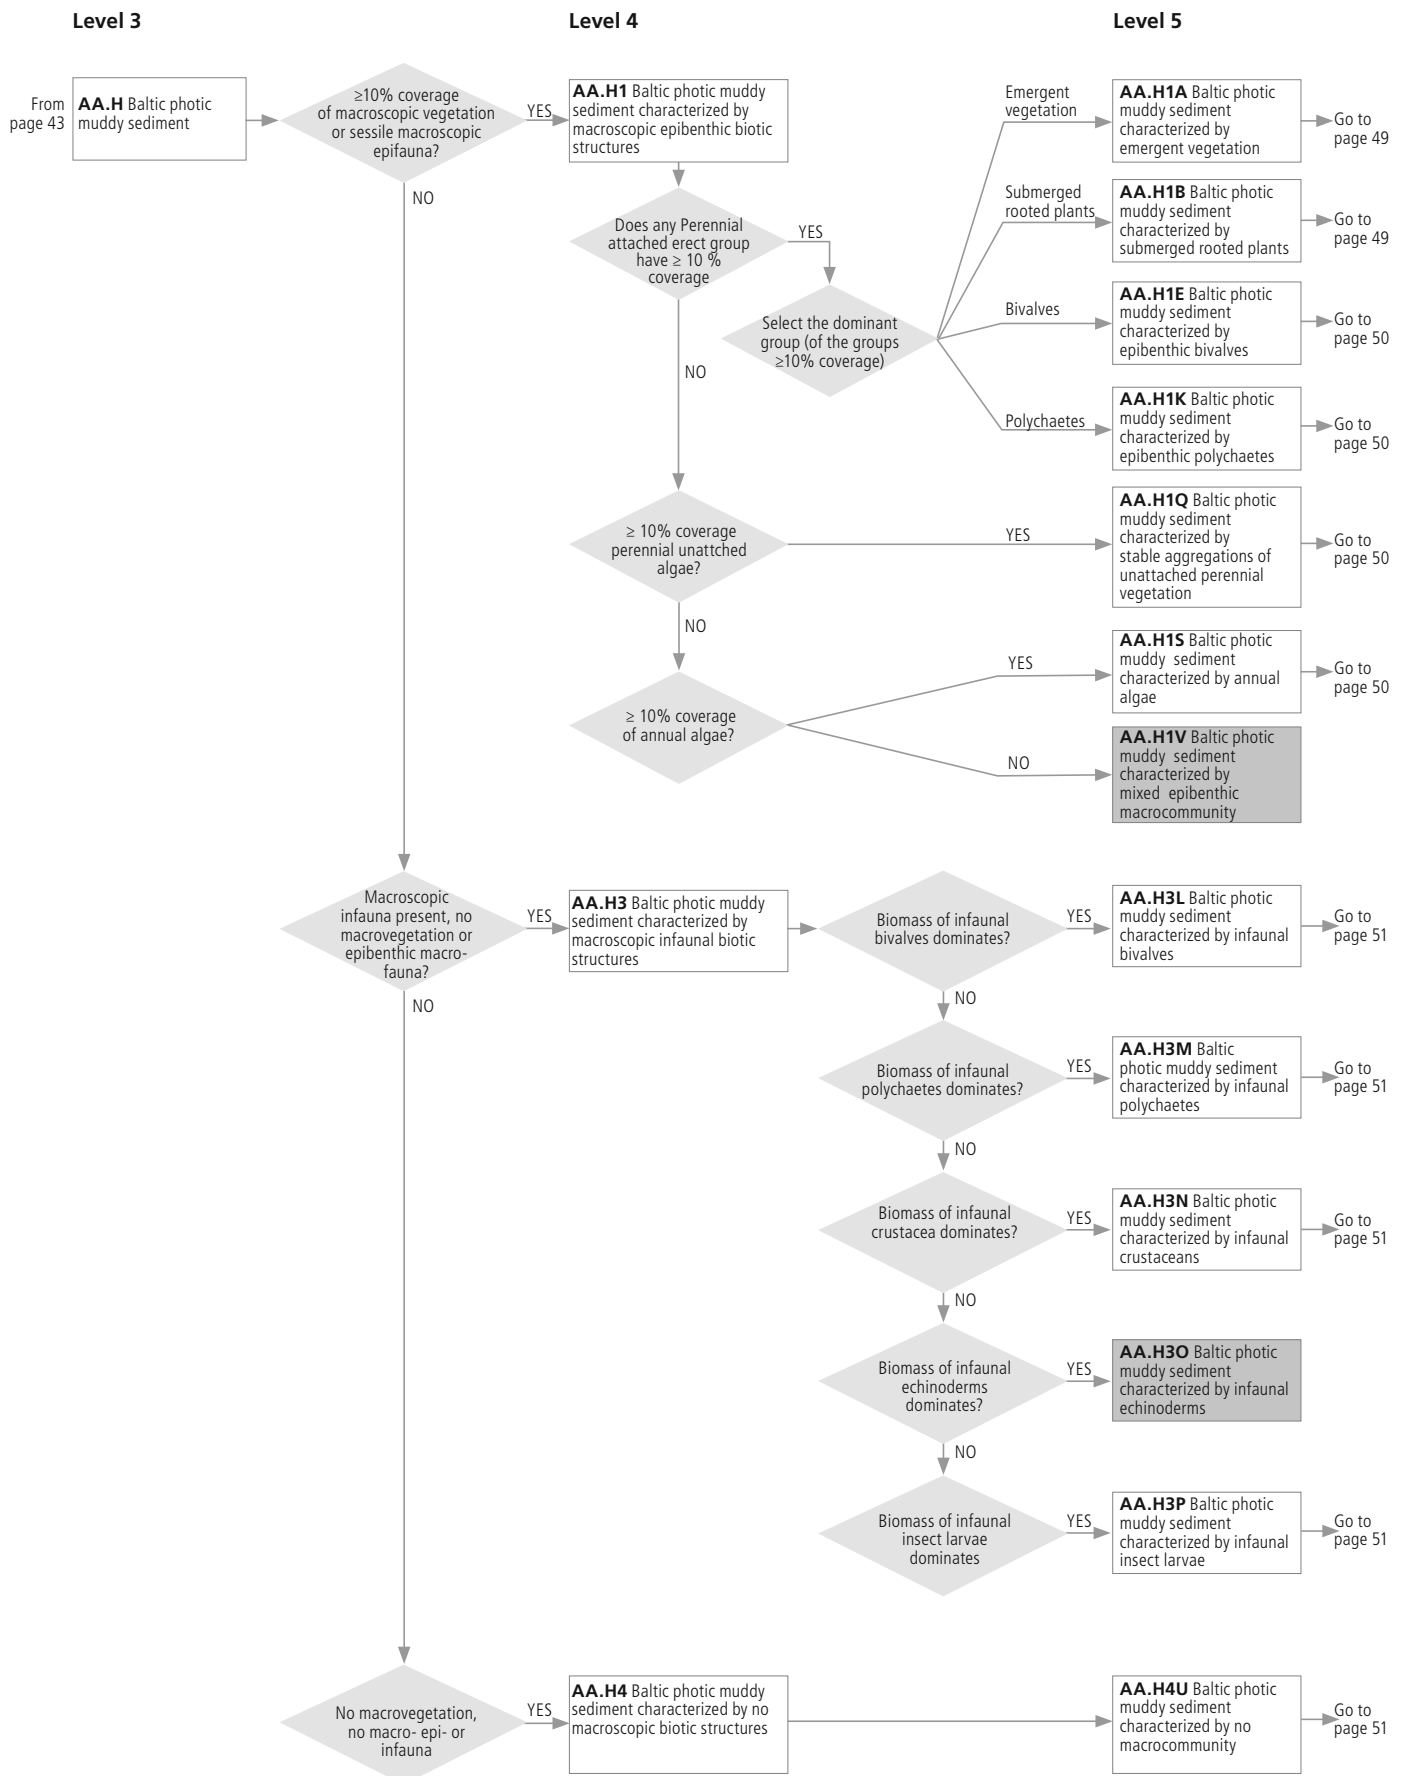 Level 3
Level 4
Level 5
From
page 43
AA.H Baltic photic
muddy sediment
≥10% coverage
of macroscopic vegetation
or sessile macroscopic
epifauna?
YES
AA.H1 Baltic photic muddy
sediment characterized by
macroscopic epibenthic biotic
structures
NO
Does any Perennial
attached erect group
have ≥ 10 %
coverage
YES
Select the dominant
group (of the groups
≥10% coverage)
Emergent
vegetation
AA.H1A Baltic photic
muddy sediment
characterized by
emergent vegetation
Go to
page 49
Submerged
rooted plants
AA.H1B Baltic photic
muddy sediment
characterized by
submerged rooted plants
Go to
page 49
Bivalves
AA.H1E Baltic photic
muddy sediment
characterized by
epibenthic bivalves
Go to
page 50
Polychaetes
AA.H1K Baltic photic
muddy sediment
characterized by
epibenthic polychaetes
Go to
page 50
NO
≥ 10% coverage
perennial unattched
algae?
YES
AA.H1Q Baltic photic
muddy sediment
characterized by
stable aggregations of
unattached perennial
vegetation
Go to
page 50
NO
≥ 10% coverage
of annual algae?
YES
AA.H1S Baltic photic
muddy sediment
characterized by annual
algae
Go to
page 50
NO
AA.H1V Baltic photic
muddy sediment
characterized by
mixed epibenthic
macrocommunity
Macroscopic
infauna present, no
macrovegetation or
epibenthic macro-
fauna?
YES
AA.H3 Baltic photic muddy
sediment characterized by
macroscopic infaunal biotic
structures
Biomass of infaunal
bivalves dominates?
YES
AA.H3L Baltic photic
muddy sediment
characterized by infaunal
bivalves
Go to
page 51
NO
NO
Biomass of infaunal
polychaetes dominates?
YES
AA.H3M Baltic
photic muddy sediment
characterized by infaunal
polychaetes
Go to
page 51
NO
Biomass of infaunal
crustacea dominates?
YES
AA.H3N Baltic photic
muddy sediment
characterized by infaunal
crustaceans
Go to
page 51
NO
Biomass of infaunal
echinoderms
dominates?
YES
AA.H3O Baltic photic
muddy sediment
characterized by infaunal
echinoderms
NO
Biomass of infaunal
insect larvae
dominates
YES
AA.H3P Baltic photic
muddy sediment
characterized by infaunal
insect larvae
Go to
page 51
No macrovegetation,
no macro- epi- or
infauna
YES
AA.H4 Baltic photic muddy
sediment characterized by no
macroscopic biotic structures
AA.H4U Baltic photic
muddy sediment
characterized by no
macrocommunity
Go to
page 51